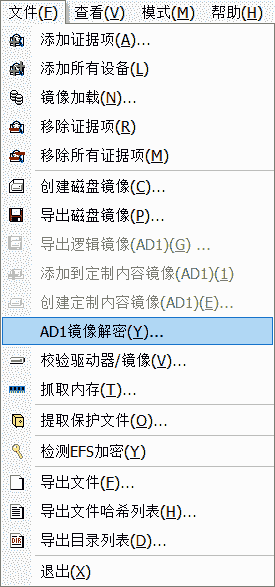 文件(F) 查看(V) 模式(M) 帮助(H)
添加证据项(A)...
添加所有设备(L)
镜像加载(N)...
移除证据项(R)
移除所有证据项(M)
创建磁盘镜像(C)...
导出磁盘镜像(P)...
导出逻辑镜像(AD1)(G) ...
添加到定制内容镜像(AD1)(1)
创建定制内容镜像(AD1)(E)...
AD1镜像解密(Y)...
校验驱动器/镜像(V)...
抓取内存(T)...
提取保护文件(O)...
检测EFS加密(Y)
导出文件(F)...
导出文件哈希列表(H)...
导出目录列表(D)...
退出(X)